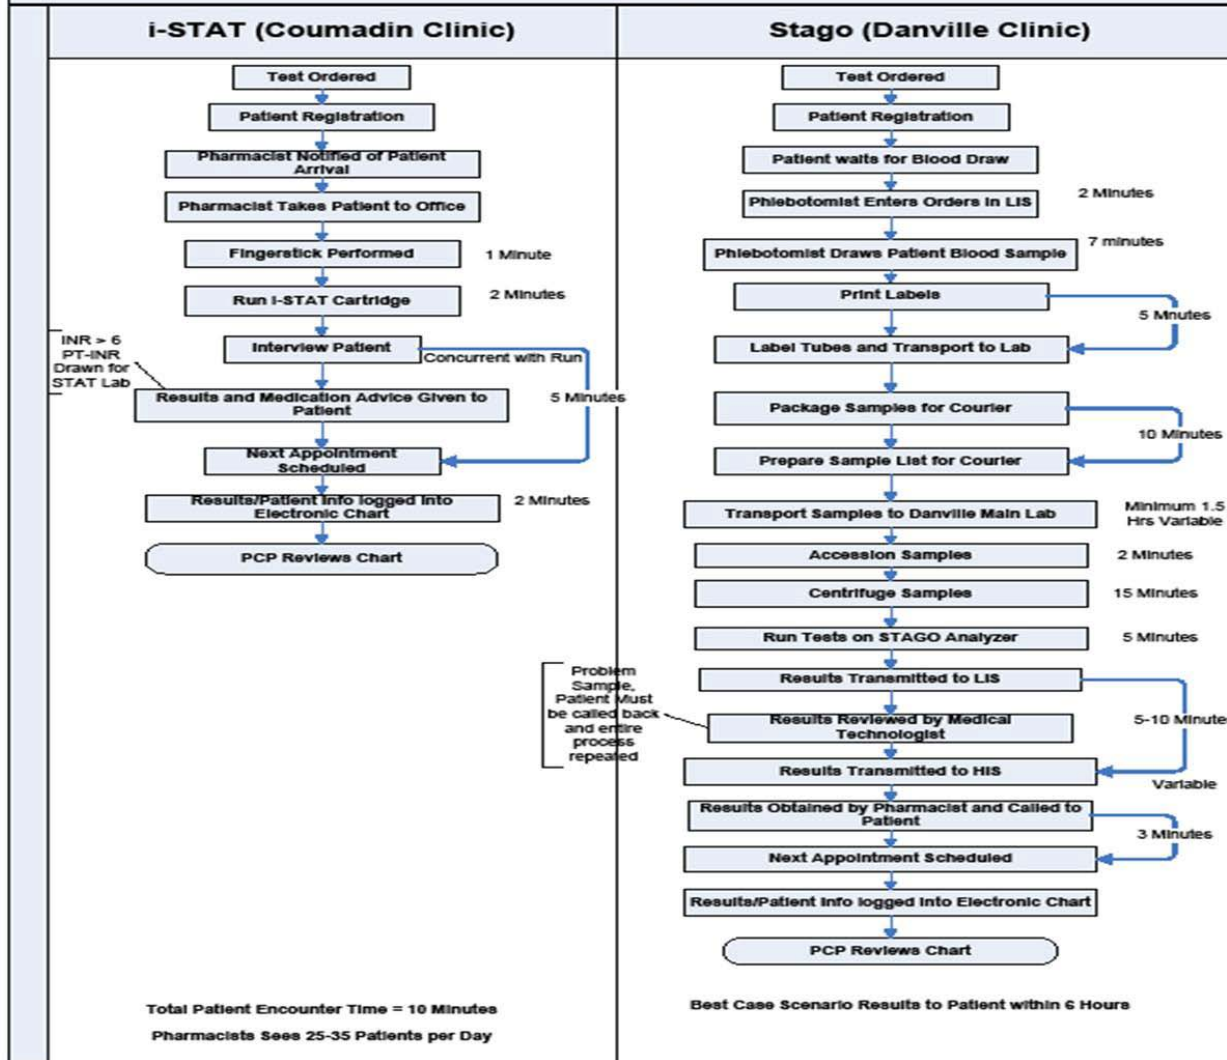 i-STAT (Coumadin Clinic)
Test Ordered
Patient Registration
Pharmacist Notified of Patient
Arrival
Pharmacist Takes Patient to Office
Fingerstick Performed
1 Minute
Run i-STAT Cartridge
2 Minutes
INR > 6
PT-INR
Drawn for
STAT Lab
Interview Patient
Concurrent with Run
5 Minutes
Results and Medication Advice Given to
Patient
Next Appointment
Scheduled
Results/Patient Info logged into
Electronic Chart
2 Minutes
PCP Reviews Chart
Total Patient Encounter Time = 10 Minutes
Pharmacists Sees 25-35 Patients per Day
Stago (Danville Clinic)
Test Ordered
Patient Registration
Patient waits for Blood Draw
Phlebotomist Enters Orders in LIS
2 Minutes
Phlebotomist Draws Patient Blood Sample
7 minutes
Print Labels
5 Mnutes
Label Tubes and Transport to Lab
Package Samples for Courier
10 Minutes
Prepare Sample List for Courier
Transport Samples to Danville Main Lab
Minimum 1.5
Hrs Variable
Accession Samples
2 Minutes
Centrifuge Samples
15 Minutes
Run Tests on STAGO Analyzer
5 Minutes
Results Transmitted to LIS
Problem
Sample,
Patient Must
be called back
and entire
process
repeated
Results Reviewed by Medical
Technologist
5-10 Minute
Results Transmitted to HIS
Variable
Results Obtained by Pharmacist and Called to
Patient
3 Minutes
Next Appointment Scheduled
Results/Patient Info logged into Electronic Chart
PCP Reviews Chart
Best Case Scenario Results to Patient within 6 Hours